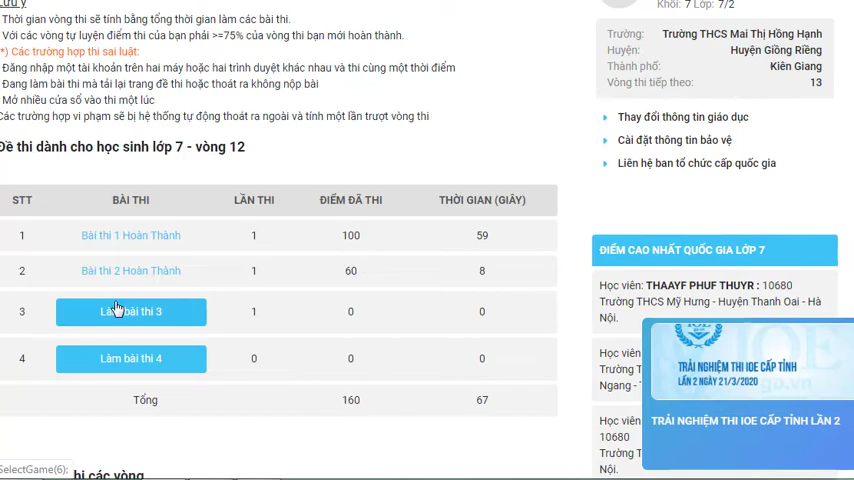 Lưu ý
Thời gian vòng thi sẽ tính bằng tổng thời gian làm các bài thi.
Với các vòng tự luyện điểm thi của bạn phải >=75% của vòng thi bạn mới hoàn thành.
*) Các trường hợp thi sai luật:
Đăng nhập một tài khoản trên hai máy hoặc hai trình duyệt khác nhau và thi cùng một thời điểm
Đang làm bài thi mà tải lại trang đề thi hoặc thoát ra không nộp bài
Mở nhiều cửa sổ vào thi một lúc
Các trường hợp vi phạm sẽ bị hệ thống tự động thoát ra ngoài và tính một lần trượt vòng thi
Đề thi dành cho học sinh lớp 7 - vòng 12
STT BÀI THI LẦN THI ĐIỂM ĐÃ THI THỜI GIAN (GIÂY)
1 Bài thi 1 Hoàn Thành 1 100 59
2 Bài thi 2 Hoàn Thành 1 60 8
3 Làm bài thi 3 1 0 0
4 Làm bài thi 4 0 0 0
Tổng 160 67
SelectGame(6);
hi các vòng
Khối: 7 Lớp: 7/2
Trường: Trường THCS Mai Thị Hồng Hạnh
Huyện: Huyện Giồng Riềng
Thành phố: Kiên Giang
Vòng thi tiếp theo: 13
Thay đổi thông tin giáo dục
Cài đặt thông tin bảo vệ
Liên hệ ban tổ chức cấp quốc gia
ĐIỂM CAO NHẤT QUỐC GIA LỚP 7
Học viên: THAAYF PHUF THUYR : 10680
Trường THCS Mỹ Hưng - Huyện Thanh Oai - Hà
Nội.
Học viên
Trường T
Ngang - T
Học viên
10680
Trường T
Nội.
IOE
TRẢI NGHIỆM THI IOE CẤP TỈNH
LẦN 2 NGÀY 21/3/2020
go.vn
TRẢI NGHIỆM THI IOE CẤP TỈNH LẦN 2